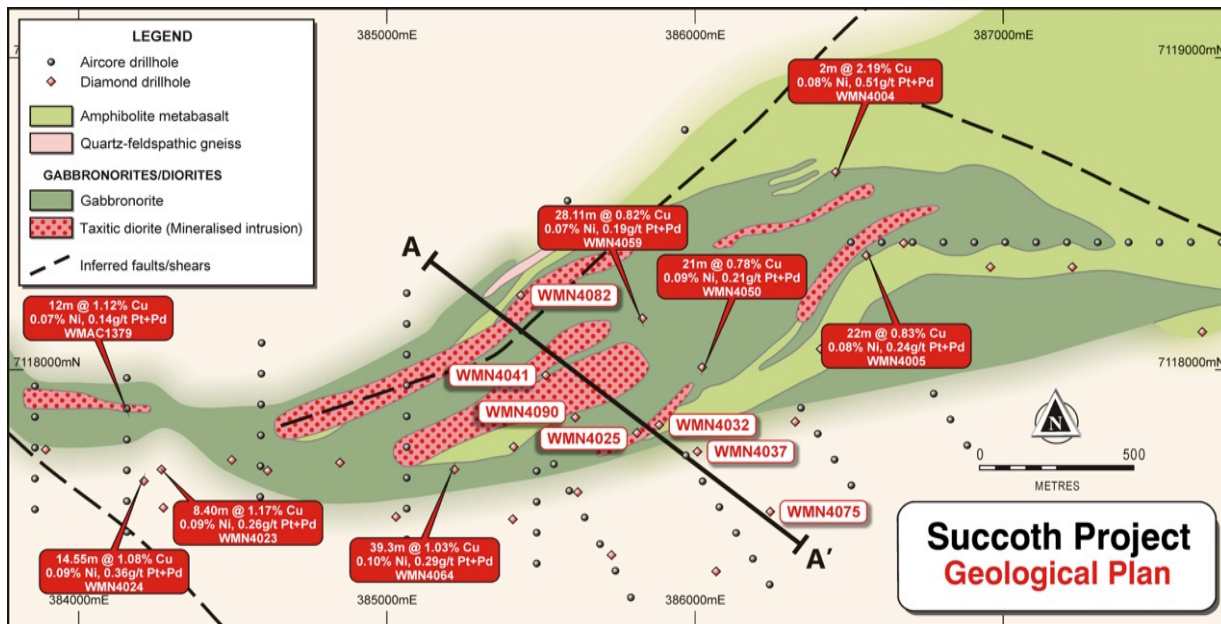 385000mE
386000mE
387000mE
7119000mN
LEGEND
Aircore drillhole
Diamond drillhole
Amphibolite metabasalt
Quartz-feldspathic gneiss
GABBRONORITES/DIORITES
Gabbronorite
Taxitic diorite (Mineralised intrusion)
Inferred faults/shears
2m @ 2.19% Cu
0.08% Ni, 0.51g/t Pt+Pd
WMN4004
28.11m @ 0.82% Cu
0.07% Ni, 0.19g/t Pt+Pd
WMN4059
A
21m @ 0.78% Cu
0.09% Ni, 0.21g/t Pt+Pd
WMN4050
WMN4082
12m @ 1.12% Cu
0.07% Ni, 0.14g/t Pt+Pd
WMAC1379
22m @ 0.83% Cu
0.08% Ni, 0.24g/t Pt+Pd
WMN4005
7118000mN
7118000mN
WMN4041
WMN4090
WMN4025
WMN4032
WMN4037
N
0
500
METRES
8.40m @ 1.17% Cu
0.09% Ni, 0.26g/t Pt+Pd
WMN4023
WMN4075
14.55m @ 1.08% Cu
0.09% Ni, 0.36g/t Pt+Pd
WMN4024
39.3m @ 1.03% Cu
0.10% Ni, 0.29g/t Pt+Pd
WMN4064
A'
Succoth Project
Geological Plan
384000mE
385000mE
386000mE